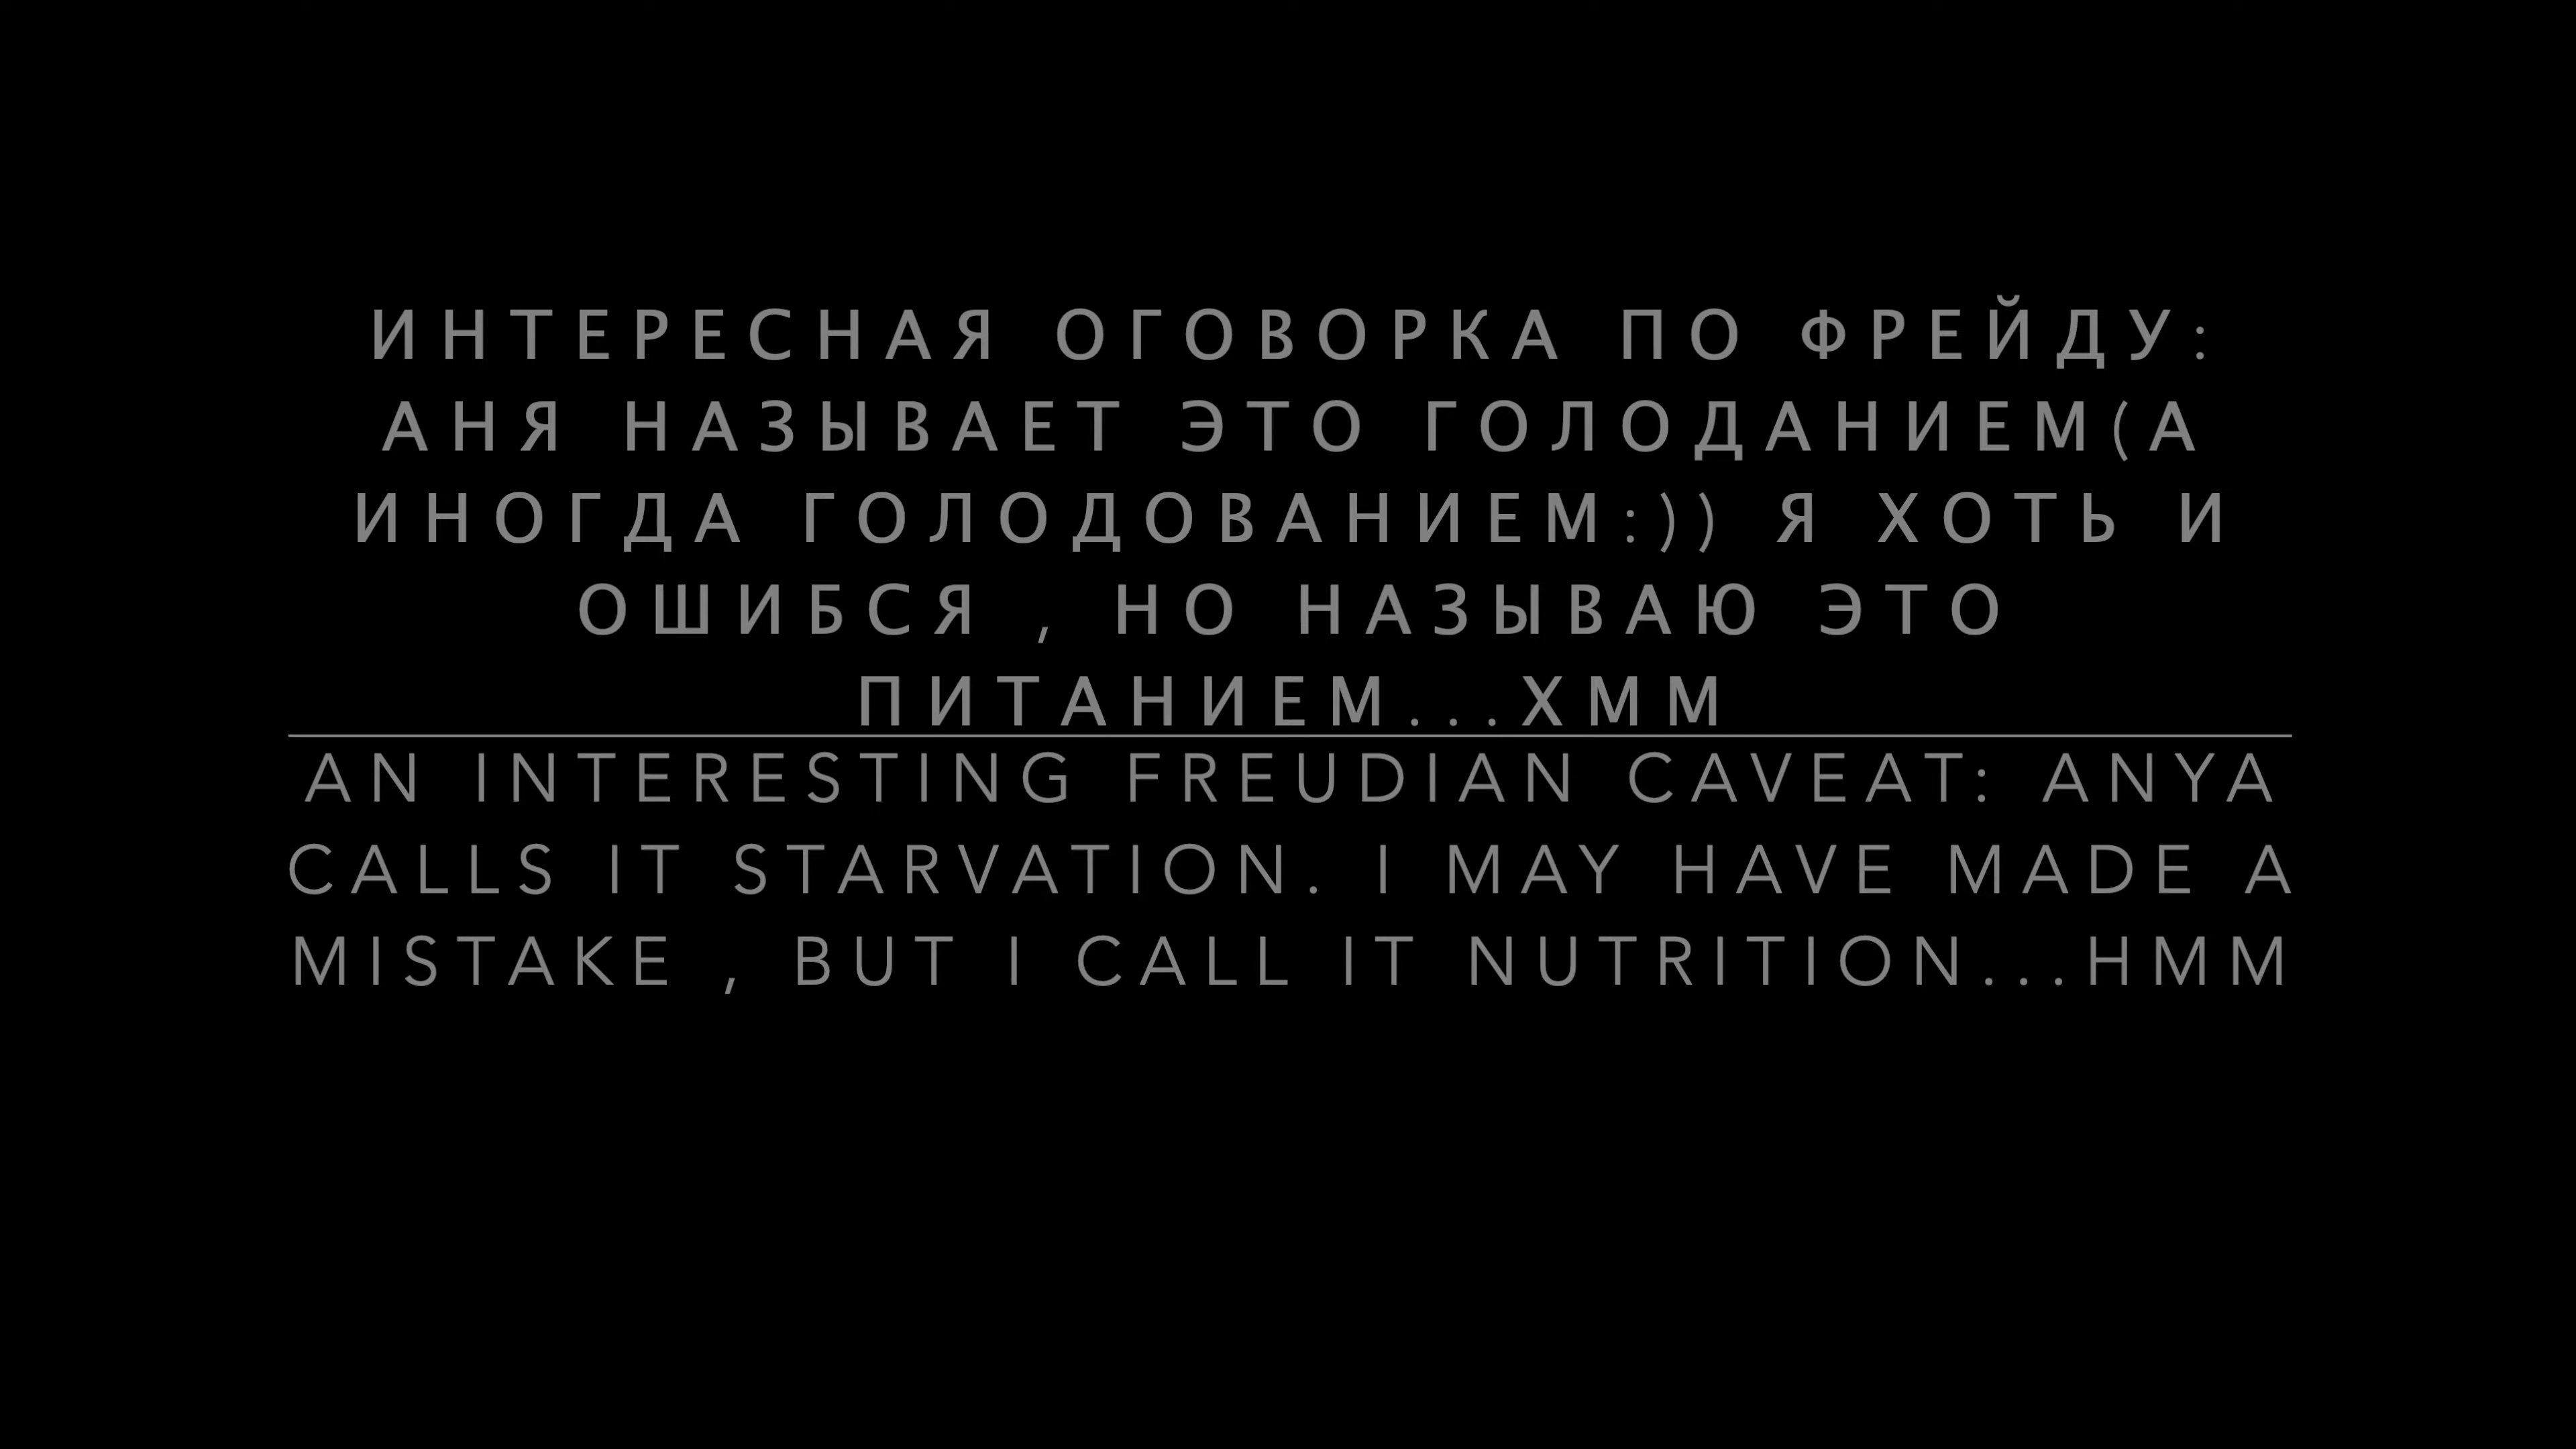 ИНТЕРЕСНАЯ ОГОВОРКА ПО ФРЕЙДУ:
АНЯ НАЗЫВАЕТ ЭТО ГОЛОДАНИЕМ(А
ИНОГДА ГОЛОДОВАНИЕМ:)) Я ХОТЬ И
ОШИБСЯ , НО НАЗЫВАЮ ЭТО
ПИТАНИЕМ...ХММ
AN INTERESTING FREUDIAN CAVEAT: ANYA
CALLS IT STARVATION. I MAY HAVE MADE A
MISTAKE , BUT I CALL IT NUTRITION...HMM